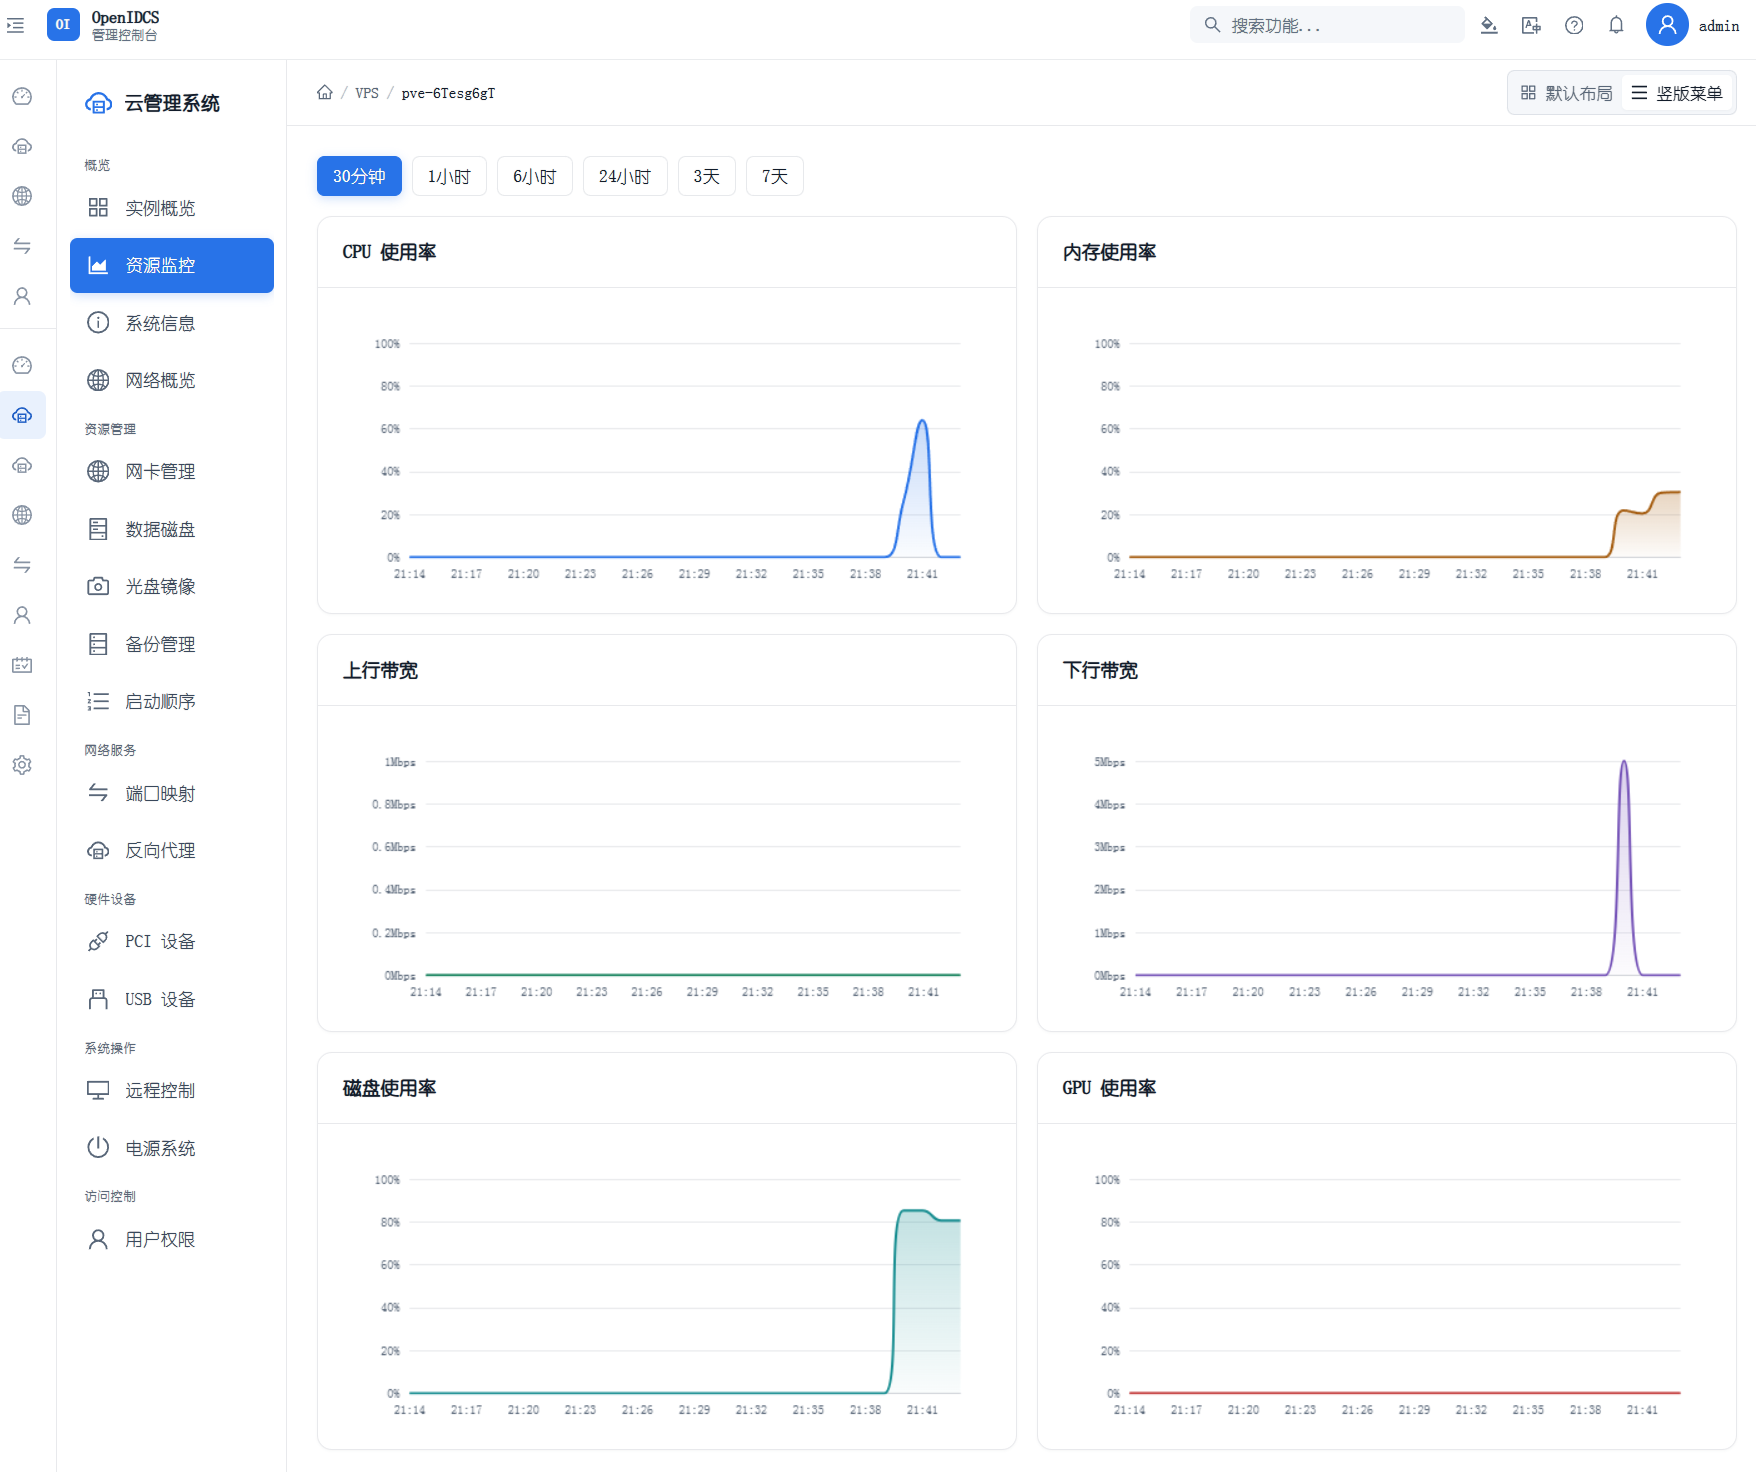 OI
OpenIDCS
管理控制台
搜索功能...
admin
云管理系统
概览
实例概览
资源监控
系统信息
网络概览
资源管理
网卡管理
数据磁盘
光盘镜像
备份管理
启动顺序
网络服务
端口映射
反向代理
硬件设备
PCI 设备
USB 设备
系统操作
远程控制
电源系统
访问控制
用户权限
/ VPS / pve-6Tesg6gT
默认布局
竖版菜单
30分钟 1小时 6小时 24小时 3天 7天
CPU 使用率
100%
80%
60%
40%
20%
0%
21:14 21:17 21:20 21:23 21:26 21:29 21:32 21:35 21:38 21:41
内存使用率
100%
80%
60%
40%
20%
0%
21:14 21:17 21:20 21:23 21:26 21:29 21:32 21:35 21:38 21:41
上行带宽
1Mbps
0.8Mbps
0.6Mbps
0.4Mbps
0.2Mbps
0Mbps
21:14 21:17 21:20 21:23 21:26 21:29 21:32 21:35 21:38 21:41
下行带宽
5Mbps
4Mbps
3Mbps
2Mbps
1Mbps
0Mbps
21:14 21:17 21:20 21:23 21:26 21:29 21:32 21:35 21:38 21:41
磁盘使用率
100%
80%
60%
40%
20%
0%
21:14 21:17 21:20 21:23 21:26 21:29 21:32 21:35 21:38 21:41
GPU 使用率
100%
80%
60%
40%
20%
0%
21:14 21:17 21:20 21:23 21:26 21:29 21:32 21:35 21:38 21:41